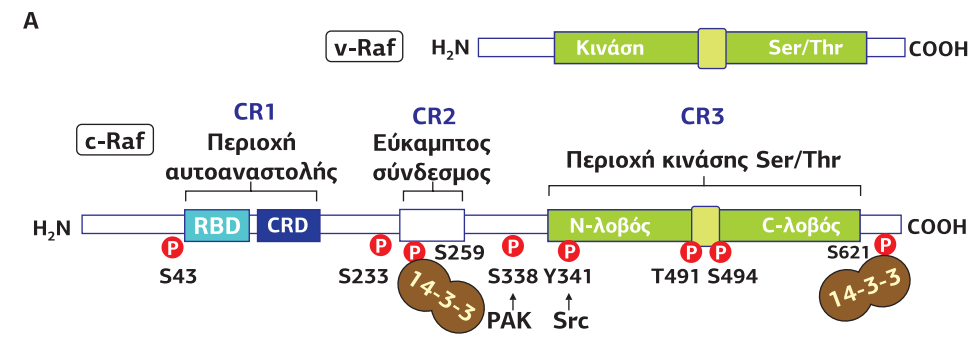 A
v-Raf
H₂N
Κινάση
Ser/Thr
COOH
CR1
CR2
CR3
c-Raf
Περιοχή
αυτοαναστολής
Εύκαμπτος
σύνδεσμος
Περιοχή κινάσης Ser/Thr
H₂N
RBD
CRD
N-λοβός
C-λοβός
COOH
P
P
P
P
P
P
P
P
S43
S233
S259
S338
Y341
T491
S494
S621
14-3-3
14-3-3
PAK
Src